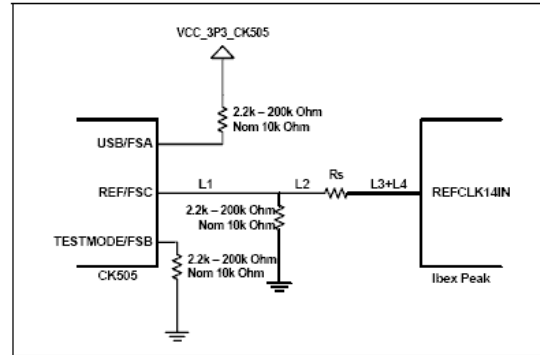 VCC_3P3_CK505
2.2k – 200k Ohm
Nom 10k Ohm
USB/FSA
REF/FSC
L1
L2
Rs
L3+L4
REFCLK14IN
2.2k – 200k Ohm
Nom 10k Ohm
TESTMODE/FSB
2.2k – 200k Ohm
Nom 10k Ohm
CK505
Ibex Peak